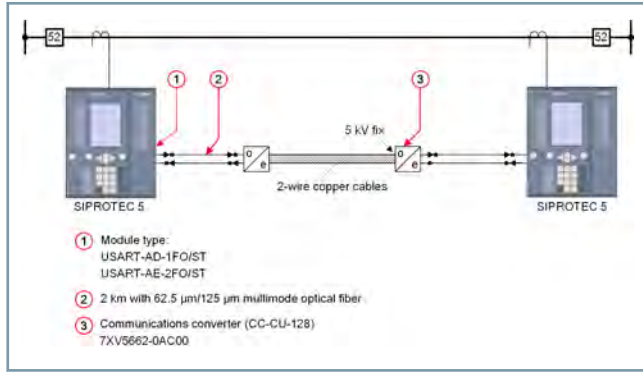 52
52
1
2
3
5 kV fix
o
e
o
e
2-wire copper cables
SIPROTEC 5
SIPROTEC 5
1 Module type:
USART-AD-1FO/ST
USART-AE-2FO/ST
2 2 km with 62.5 µm/125 µm multimode optical fiber
3 Communications converter (CC-CU-128)
7XV5662-0AC00